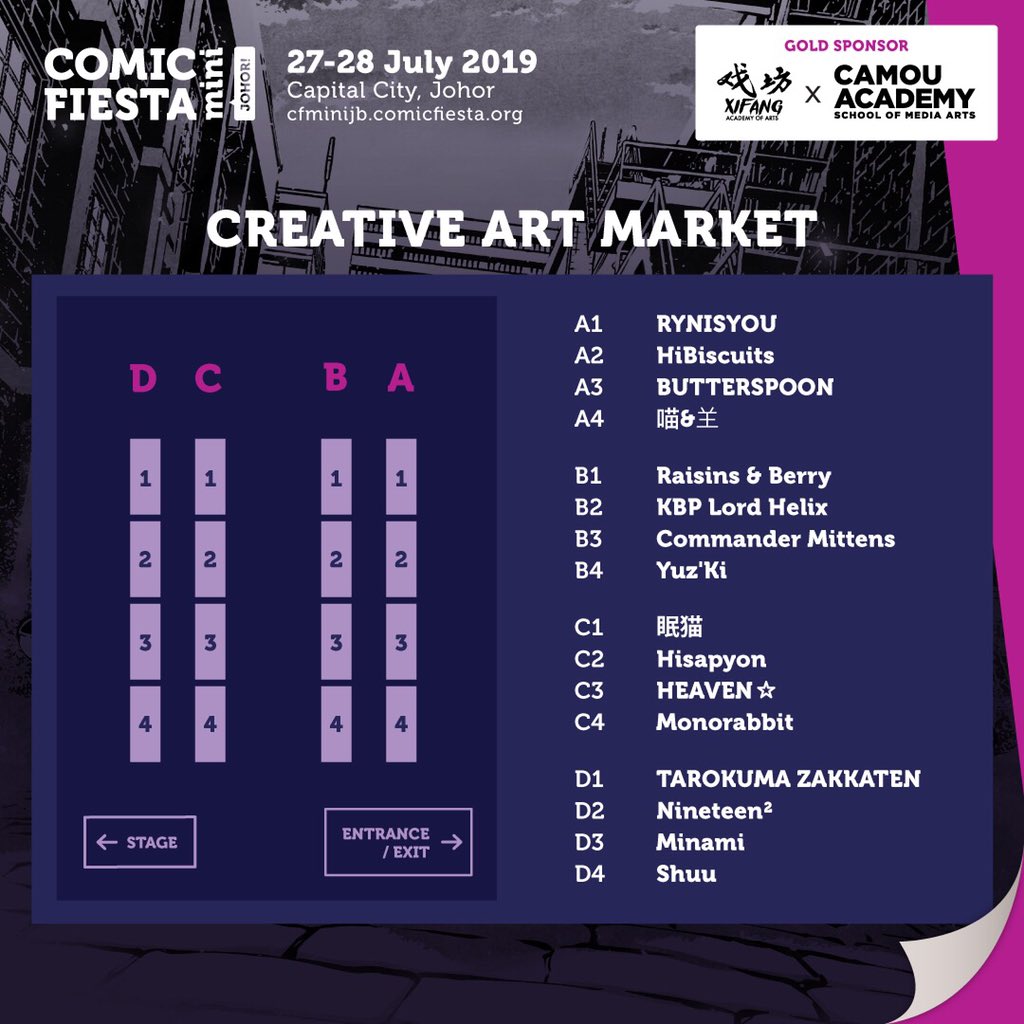 COMIC
FIESTA
mini
JOHOR!
27-28 July 2019
Capital City, Johor
cfminijb.comicfiesta.org
GOLD SPONSOR
戏坊
XIFANG
ACADEMY OF ARTS
X
CAMOU
ACADEMY
SCHOOL OF MEDIA ARTS
CREATIVE ART MARKET
D C B A
1 1 1 1
2 2 2 2
3 3 3 3
4 4 4 4
← STAGE
ENTRANCE
/ EXIT →
A1 RYNISYOU
A2 HiBiscuits
A3 BUTTERSPOON
A4 喵&羊
B1 Raisins & Berry
B2 KBP Lord Helix
B3 Commander Mittens
B4 Yuz'Ki
C1 眠猫
C2 Hisapyon
C3 HEAVEN☆
C4 Monorabbit
D1 TAROKUMA ZAKKATEN
D2 Nineteen²
D3 Minami
D4 Shuu